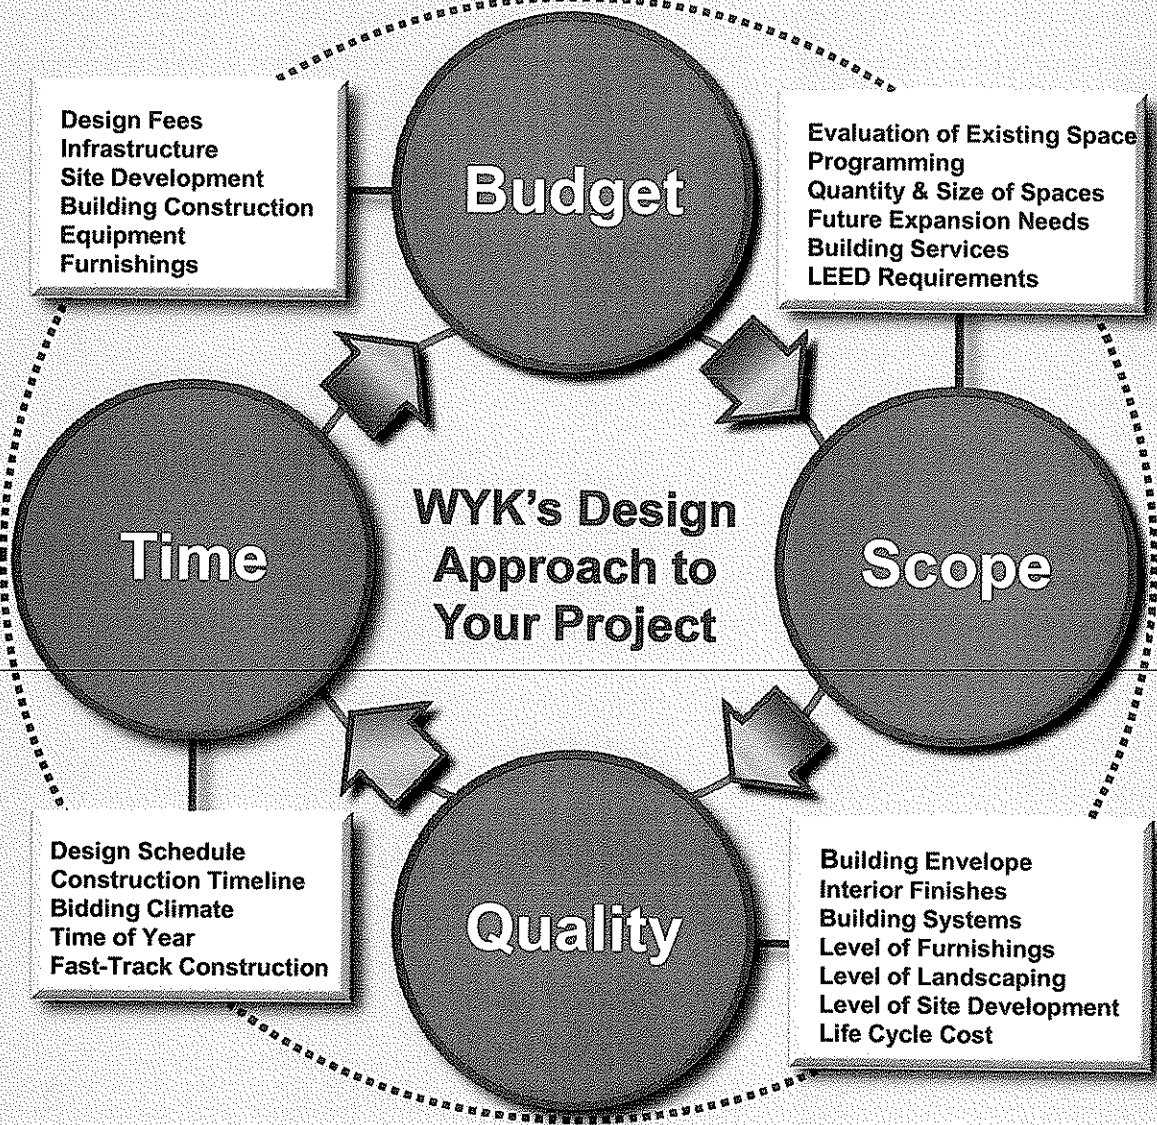 Budget
Design Fees
Infrastructure
Site Development
Building Construction
Equipment
Furnishings
Evaluation of Existing Space
Programming
Quantity & Size of Spaces
Future Expansion Needs
Building Services
LEED Requirements
Time
WYK's Design
Approach to
Your Project
Scope
Design Schedule
Construction Timeline
Bidding Climate
Time of Year
Fast-Track Construction
Quality
Building Envelope
Interior Finishes
Building Systems
Level of Furnishings
Level of Landscaping
Level of Site Development
Life Cycle Cost